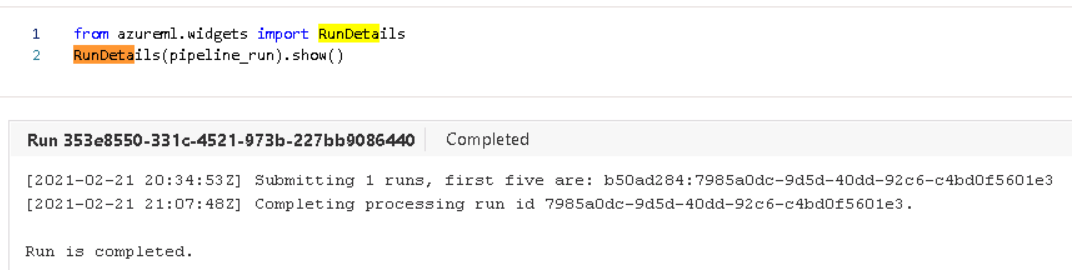 1 from azureml.widgets import RunDetails
2 RunDetails(pipeline_run).show()
Run 353e8550-331c-4521-973b-227bb9086440 Completed
[2021-02-21 20:34:53Z] Submitting 1 runs, first five are: b50ad284:7985a0dc-9d5d-40dd-92c6-c4bd0f5601e3
[2021-02-21 21:07:48Z] Completing processing run id 7985a0dc-9d5d-40dd-92c6-c4bd0f5601e3.
Run is completed.